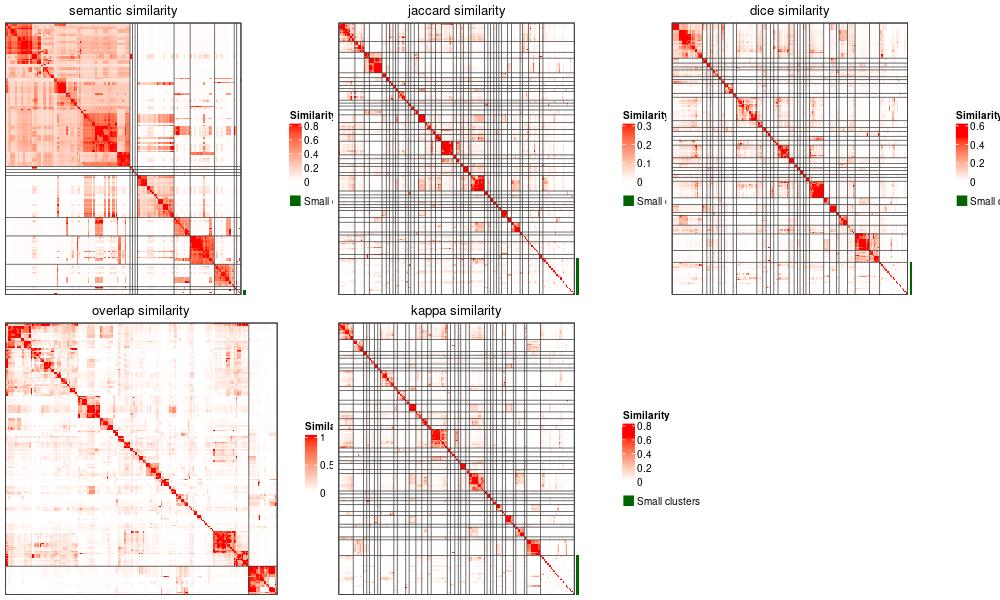 semantic similarity
jaccard similarity
dice similarity
Similarity
0.8
0.6
0.4
0.2
0
Small
Similarity
0.3
0.2
0.1
0
Small
Similarity
0.6
0.4
0.2
0
Small cl
overlap similarity
kappa similarity
Simila
1
0.5
0
Similarity
0.8
0.6
0.4
0.2
0
Small clusters